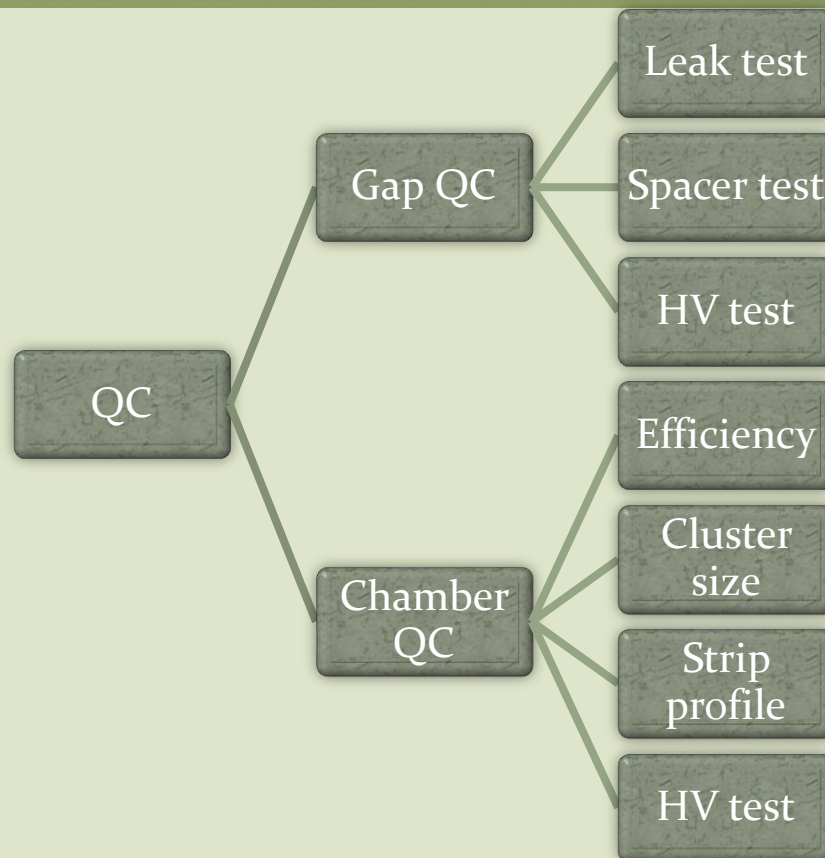 QC
Gap QC
Leak test
Spacer test
HV test
Chamber
QC
Efficiency
Cluster
size
Strip
profile
HV test